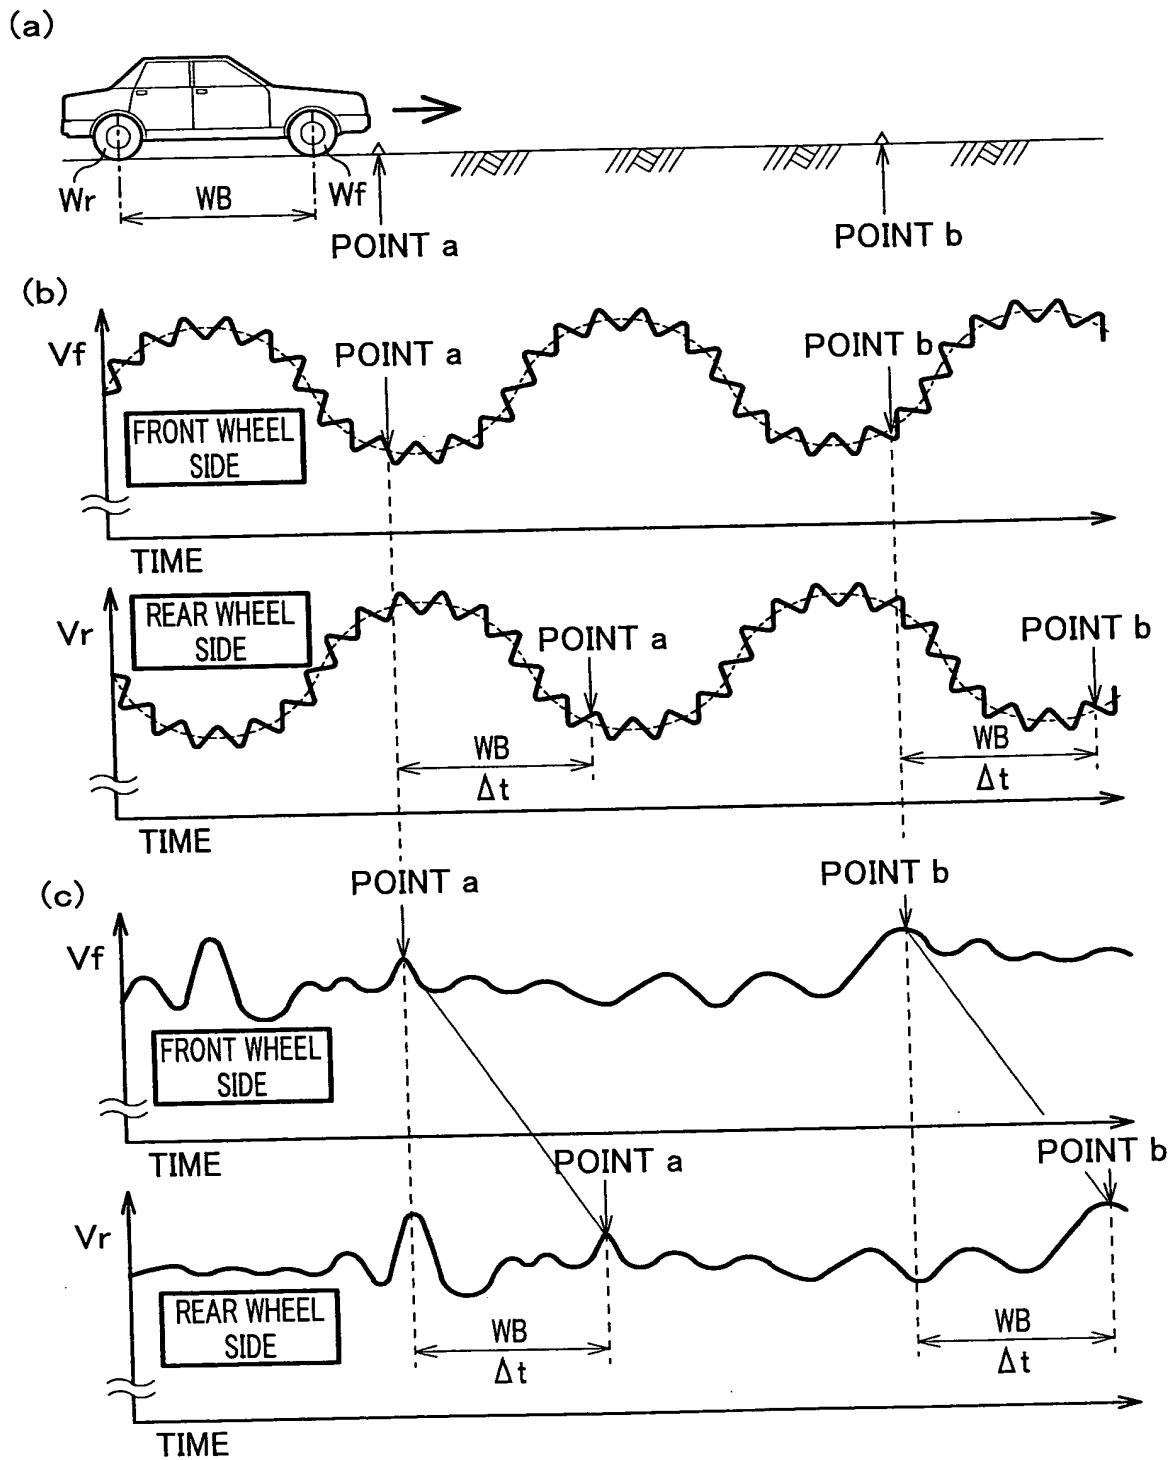 (a)
Wr
WB
Wf
POINT a
POINT b
(b)
Vf
POINT a
POINT b
FRONT WHEEL
SIDE
TIME
Vr
REAR WHEEL
SIDE
POINT a
POINT b
WB
Δt
WB
Δt
TIME
(c)
POINT a
POINT b
Vf
FRONT WHEEL
SIDE
TIME
POINT a
POINT b
Vr
REAR WHEEL
SIDE
WB
Δt
WB
Δt
TIME